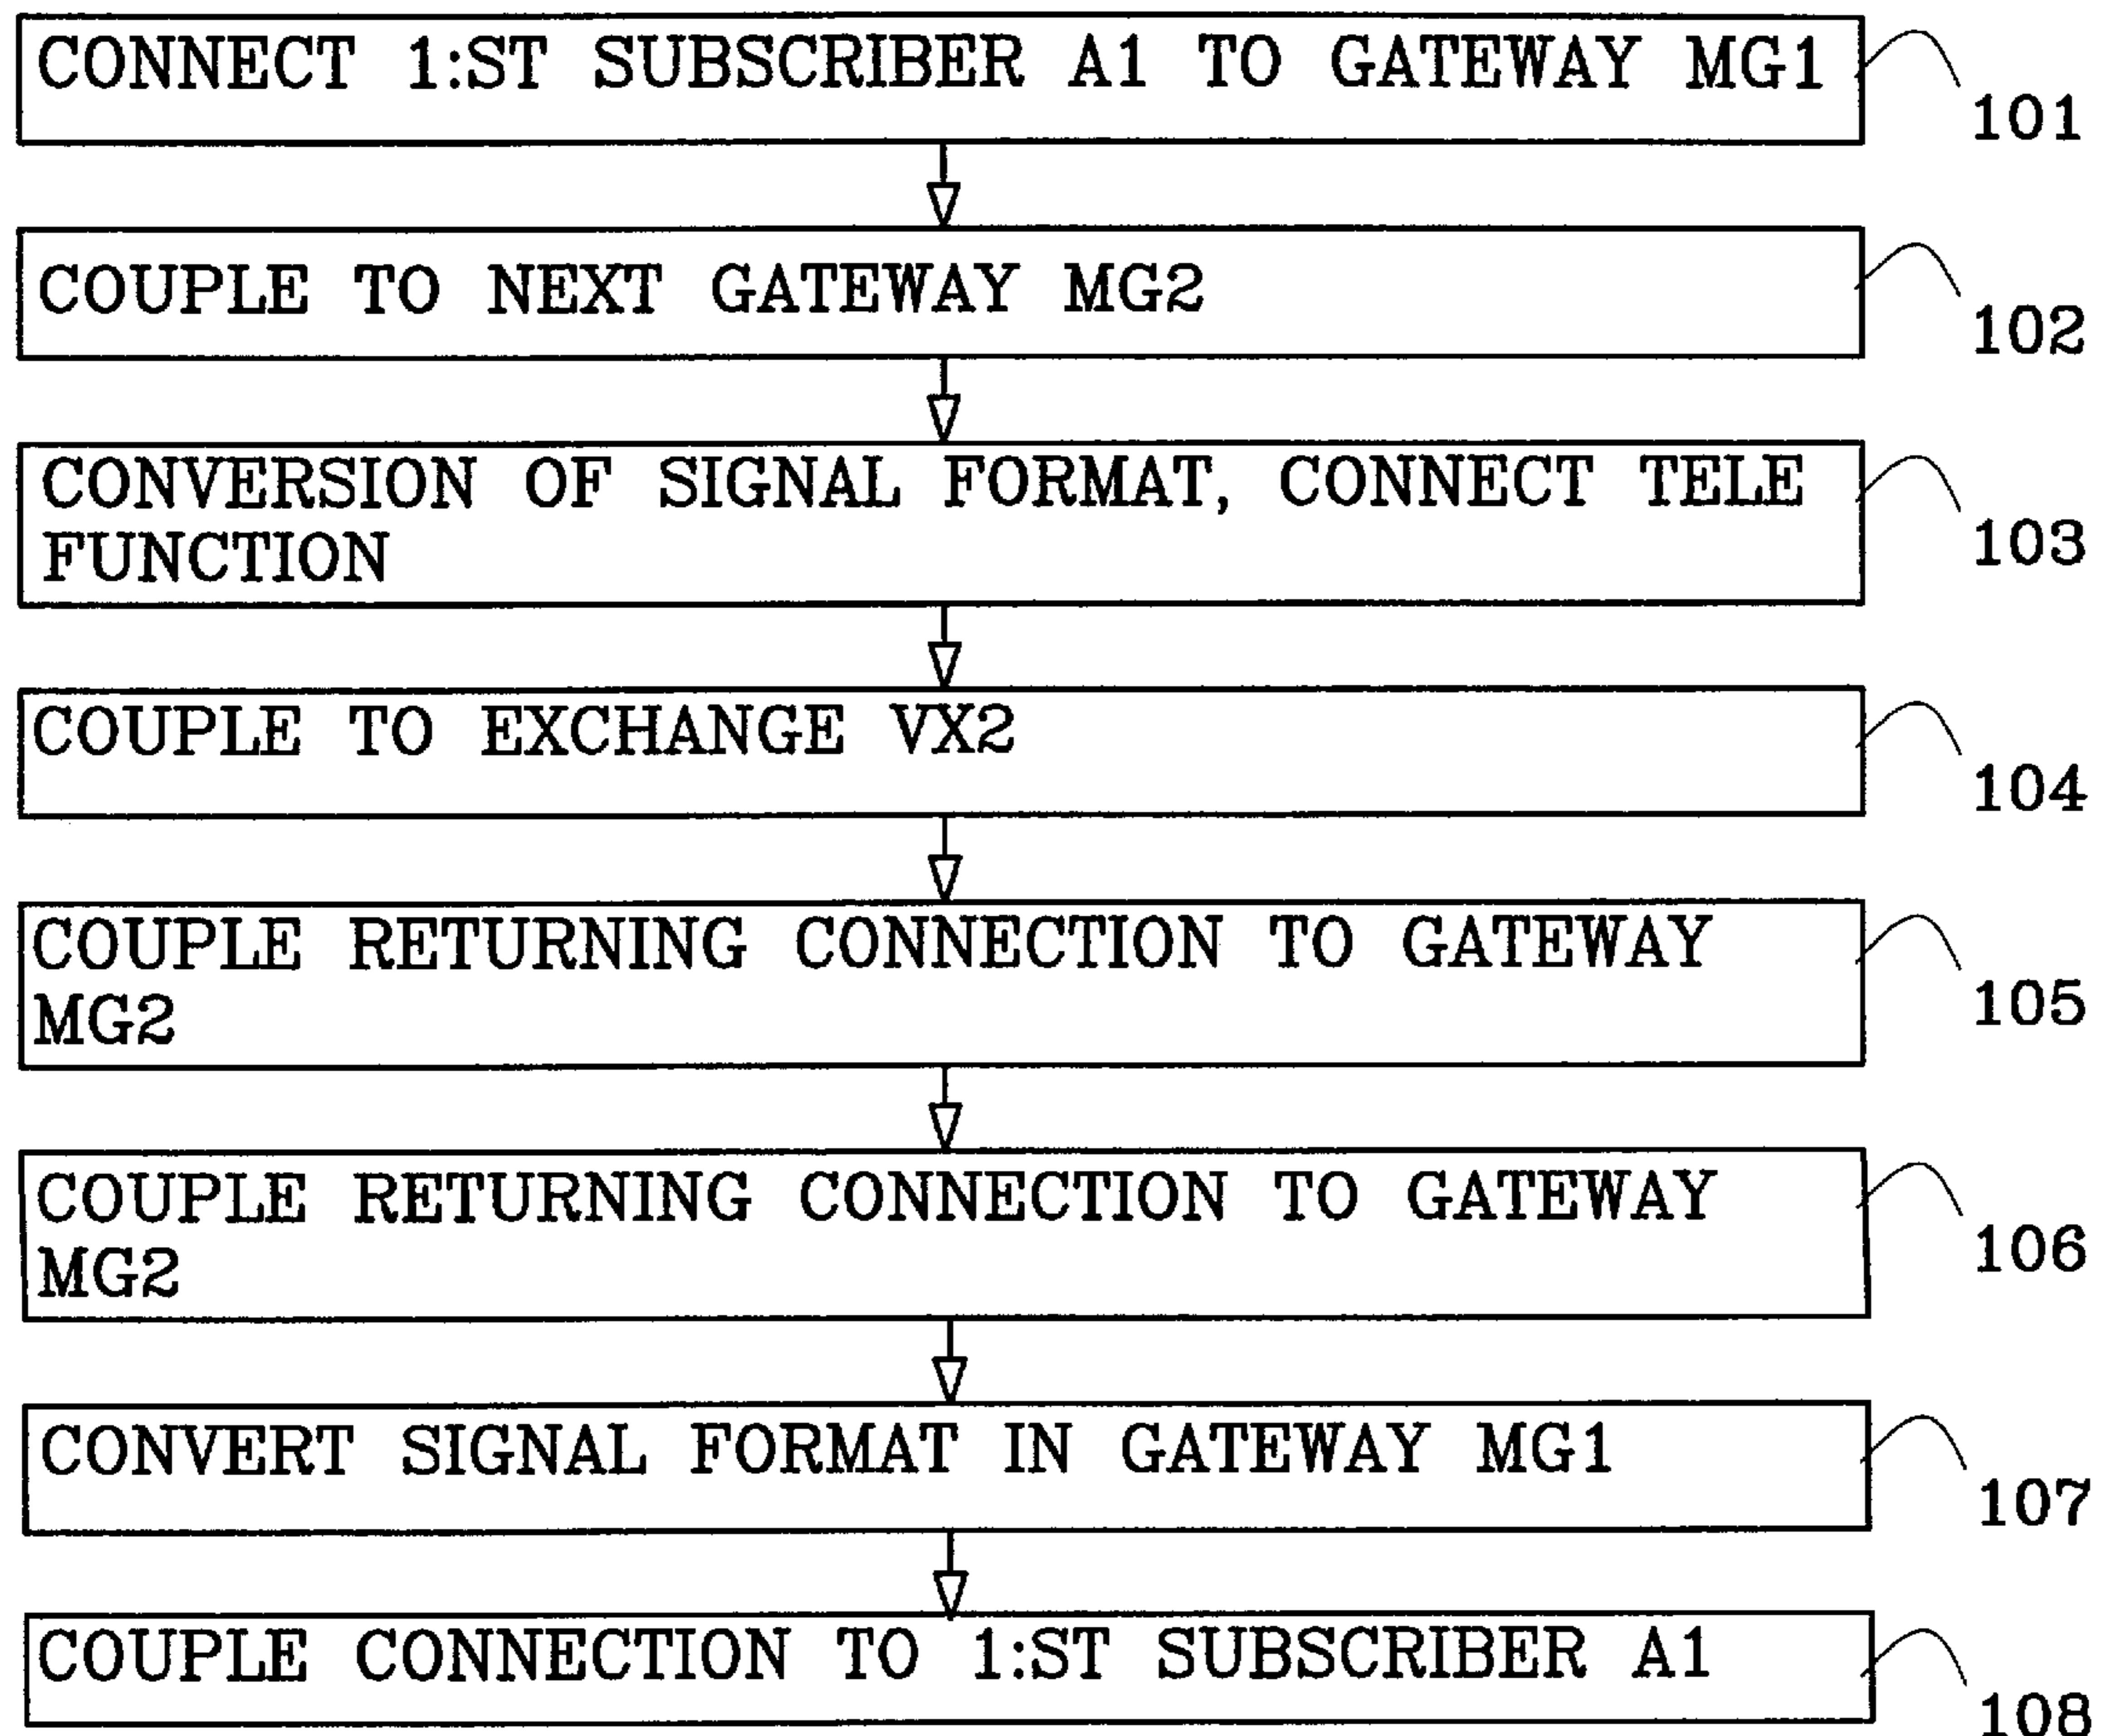 CONNECT 1:ST SUBSCRIBER A1 TO GATEWAY MG1
101
COUPLE TO NEXT GATEWAY MG2
102
CONVERSION OF SIGNAL FORMAT, CONNECT TELE
FUNCTION
103
COUPLE TO EXCHANGE VX2
104
COUPLE RETURNING CONNECTION TO GATEWAY
MG2
105
COUPLE RETURNING CONNECTION TO GATEWAY
MG2
106
CONVERT SIGNAL FORMAT IN GATEWAY MG1
107
COUPLE CONNECTION TO 1:ST SUBSCRIBER A1
108